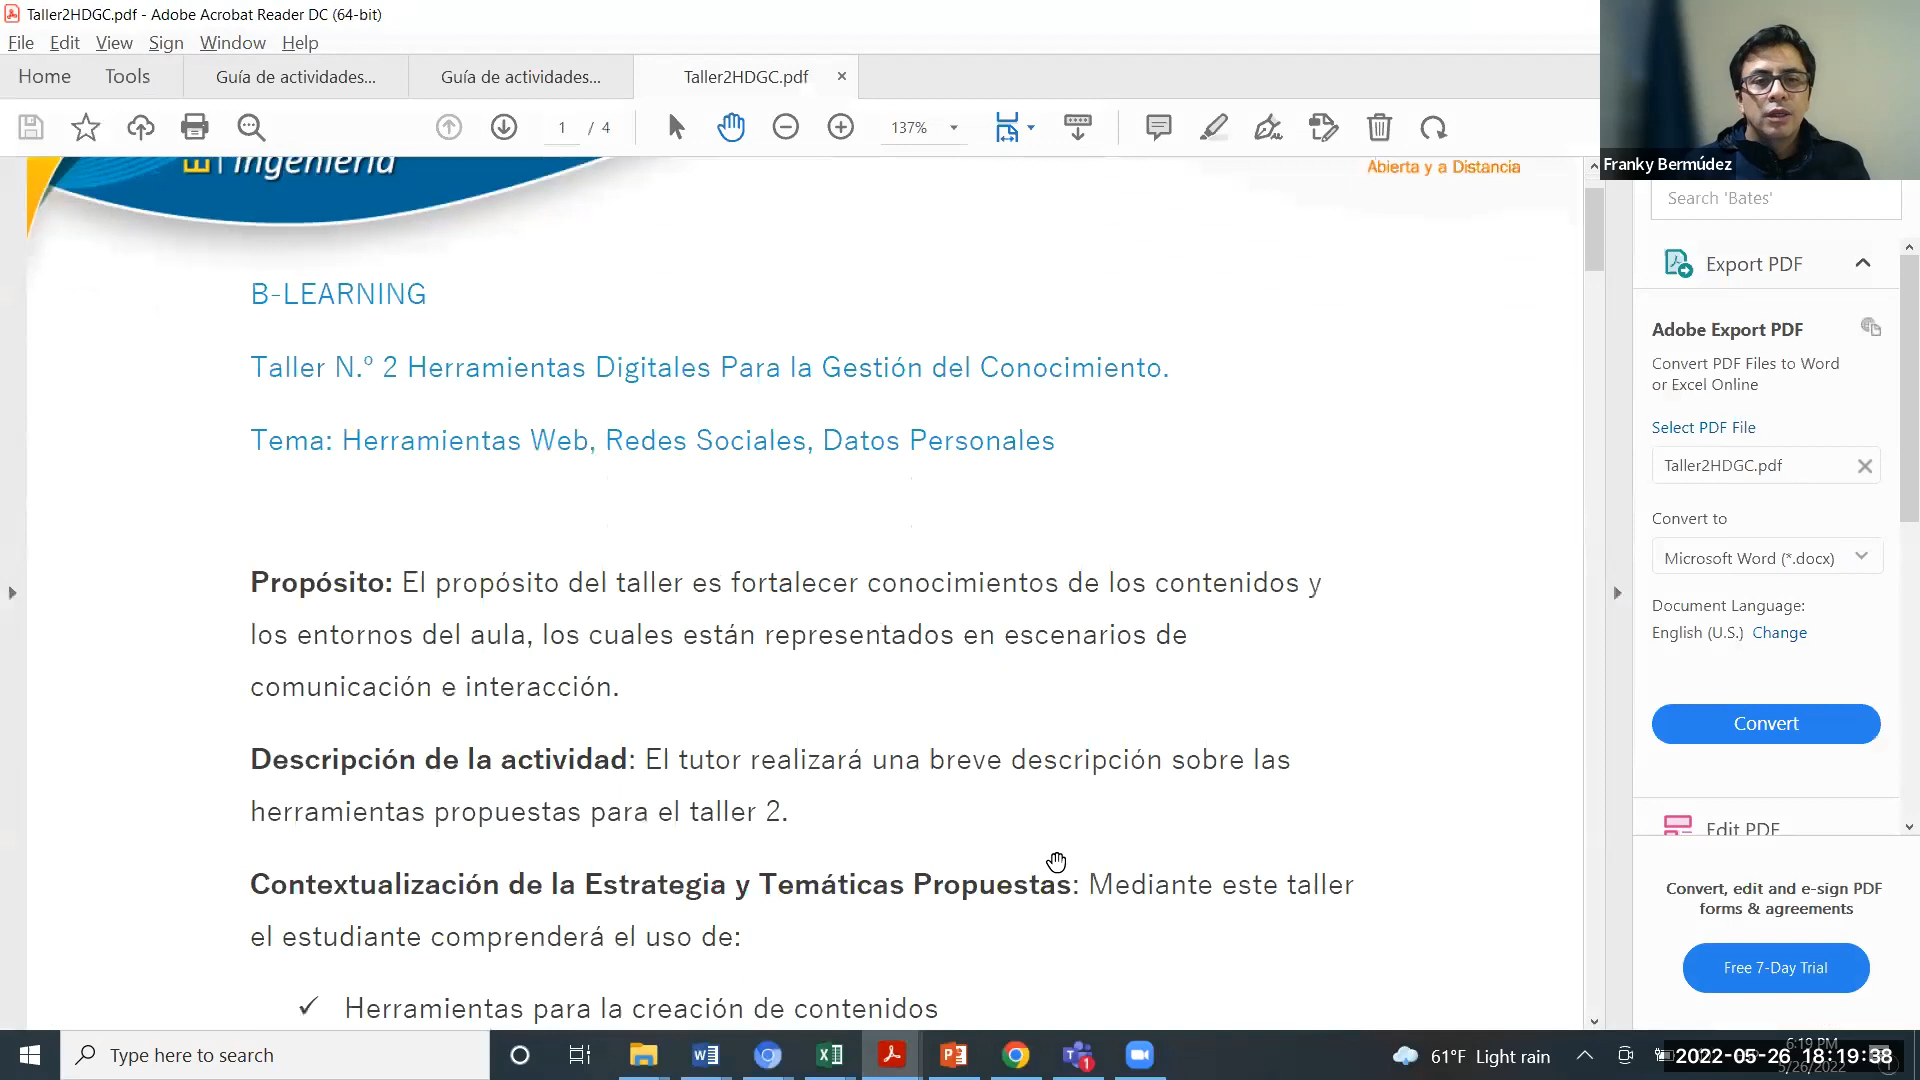 Taller2HDGC.pdf - Adobe Acrobat Reader DC (64-bit)
File Edit View Sign Window Help
Home Tools Guía de actividades... Guía de actividades... Taller2HDGC.pdf
1 / 4 137%
Franky Bermúdez
Ingeniería
Abierta y a Distancia
B-LEARNING
Taller N.º 2 Herramientas Digitales Para la Gestión del Conocimiento.
Tema: Herramientas Web, Redes Sociales, Datos Personales
Propósito: El propósito del taller es fortalecer conocimientos de los contenidos y
los entornos del aula, los cuales están representados en escenarios de
comunicación e interacción.
Descripción de la actividad: El tutor realizará una breve descripción sobre las
herramientas propuestas para el taller 2.
Contextualización de la Estrategia y Temáticas Propuestas: Mediante este taller
el estudiante comprenderá el uso de:
✓ Herramientas para la creación de contenidos
Search 'Bates'
Export PDF
Adobe Export PDF
Convert PDF Files to Word
or Excel Online
Select PDF File
Taller2HDGC.pdf
Convert to
Microsoft Word (*.docx)
Document Language:
English (U.S.) Change
Convert
Edit PDF
Convert, edit and e-sign PDF
forms & agreements
Free 7-Day Trial
Type here to search
61°F Light rain
6:19 PM
2022-05-26 18:19:38
5/26/2022